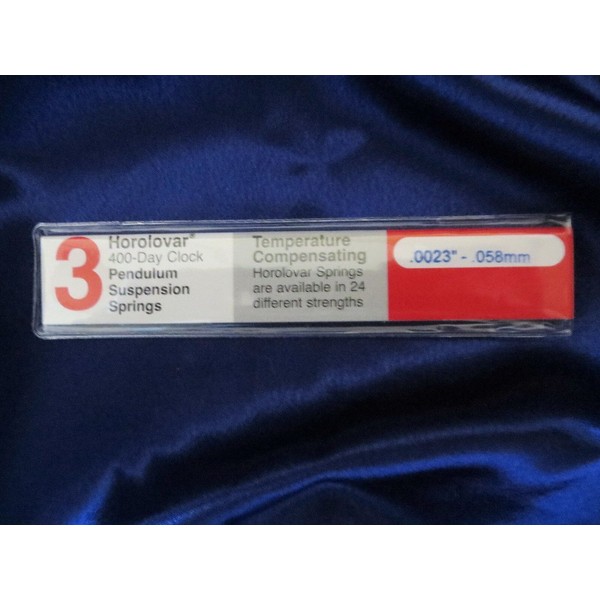 3
Horolovar®
400-Day Clock
Pendulum
Suspension
Springs
Temperature
Compensating
Horolovar Springs
are available in 24
different strengths
.0023" - .058mm